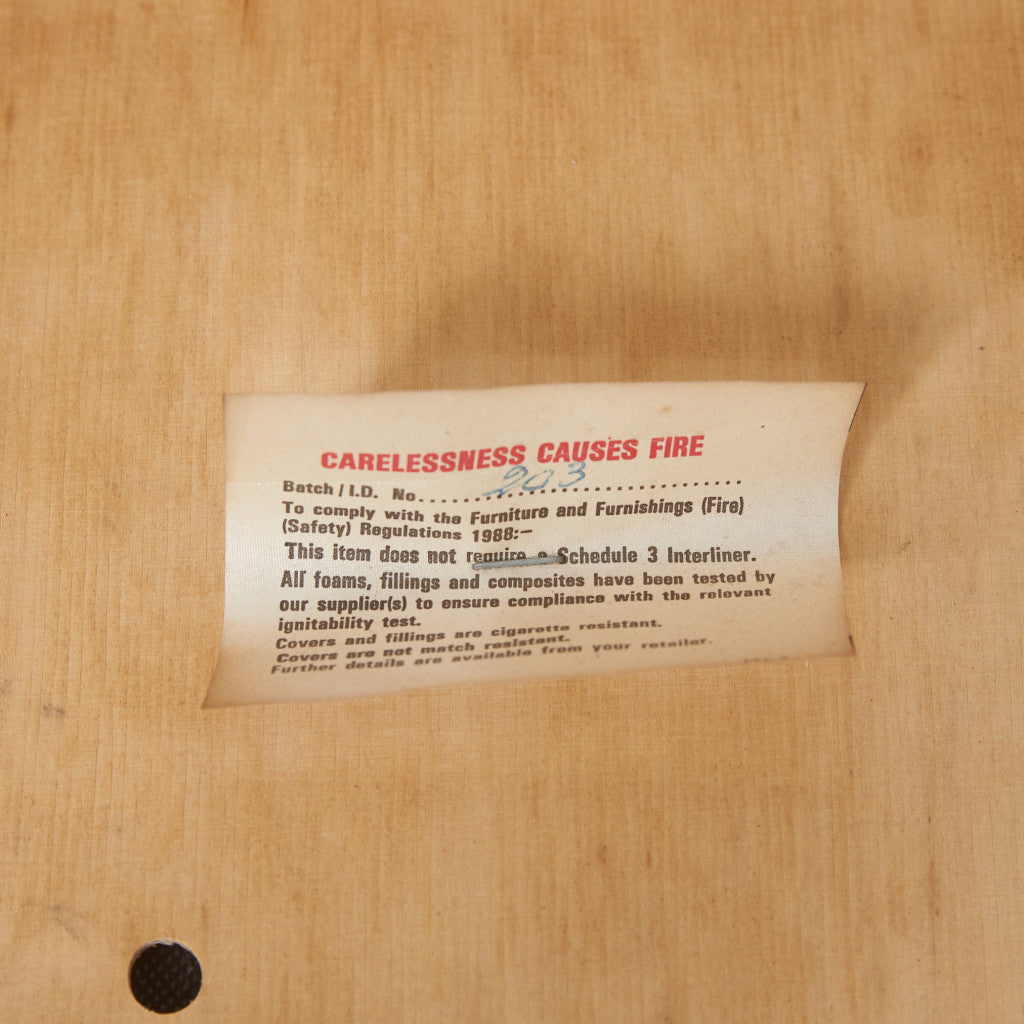 CARELESSNESS CAUSES FIRE
Batch / I.D. No. 203
To comply with the Furniture and Furnishings (Fire)
(Safety) Regulations 1988:–
This item does not require a Schedule 3 Interliner.
All foams, fillings and composites have been tested by
our supplier(s) to ensure compliance with the relevant
ignitability test.
Covers and fillings are cigarette resistant.
Covers are not match resistant.
Further details are available from your retailer.